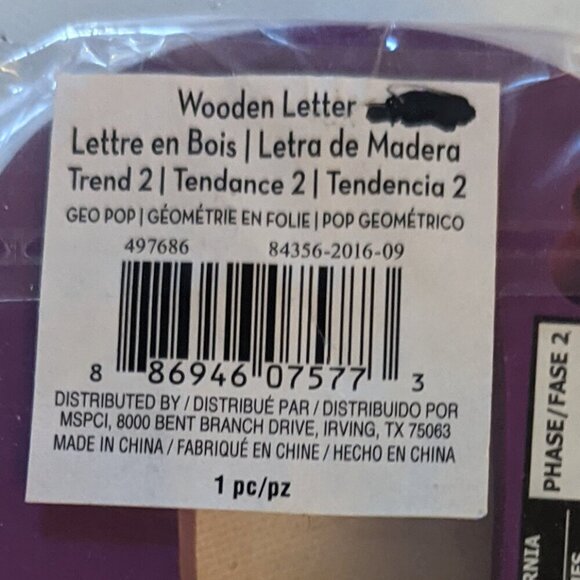 Wooden Letter
Lettre en Bois | Letra de Madera
Trend 2 | Tendance 2 | Tendencia 2
GEO POP | GÉOMÉTRIE EN FOLIE | POP GEOMÉTRICO
497686 84356-2016-09
8 86946 07577 3
DISTRIBUTED BY / DISTRIBUÉ PAR / DISTRIBUIDO POR
MSPCI, 8000 BENT BRANCH DRIVE, IRVING, TX 75063
MADE IN CHINA / FABRIQUÉ EN CHINE / HECHO EN CHINA
1 pc/pz
PHASE/FASE 2